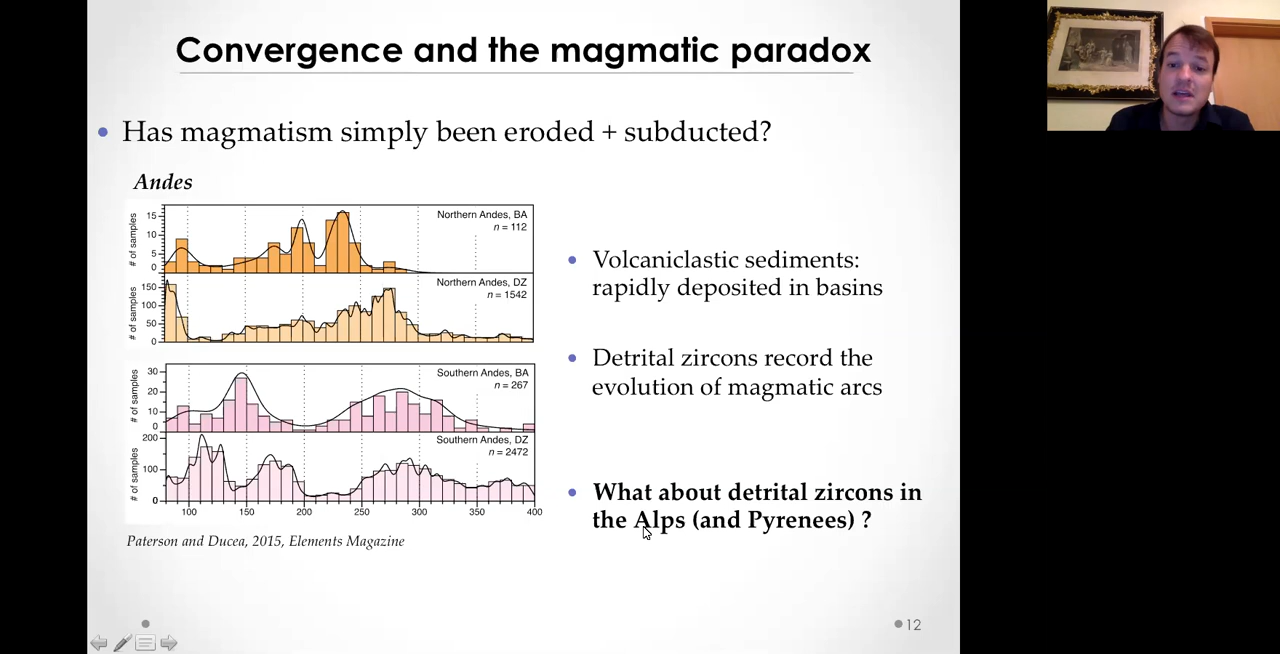 Convergence and the magmatic paradox
• Has magmatism simply been eroded + subducted?
Andes
# of samples
15
10
5
0
Northern Andes, BA
n = 112
# of samples
150
100
50
0
Northern Andes, DZ
n = 1542
# of samples
30
20
10
0
Southern Andes, BA
n = 267
# of samples
200
100
0
Southern Andes, DZ
n = 2472
100 150 200 250 300 350 400
Paterson and Ducea, 2015, Elements Magazine
• Volcaniclastic sediments:
rapidly deposited in basins
• Detrital zircons record the
evolution of magmatic arcs
• What about detrital zircons in
the Alps (and Pyrenees) ?
12